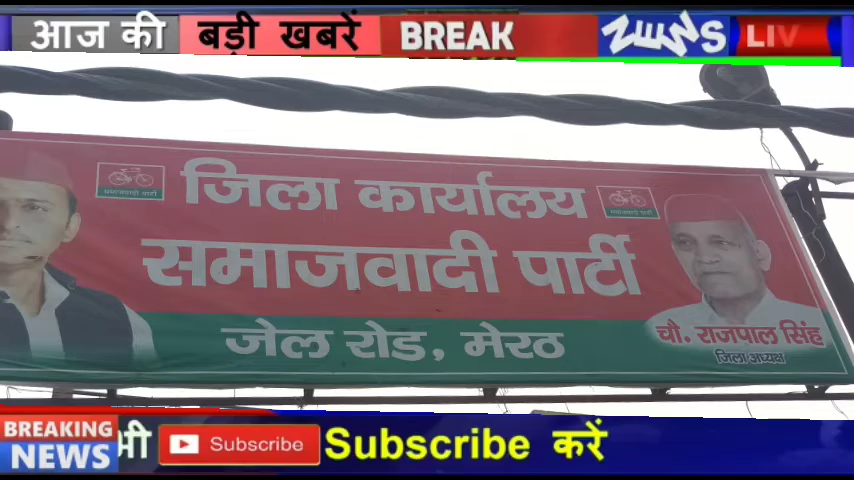 आज की बड़ी खबरें BREAK NEWS LIV
जिला कार्यालय
समाजवादी पार्टी
समाजवादी पार्टी
समाजवादी पार्टी
जेल रोड, मेरठ
चौ. राजपाल सिंह
जिला अध्यक्ष
BREAKING
NEWS
भी Subscribe Subscribe करें